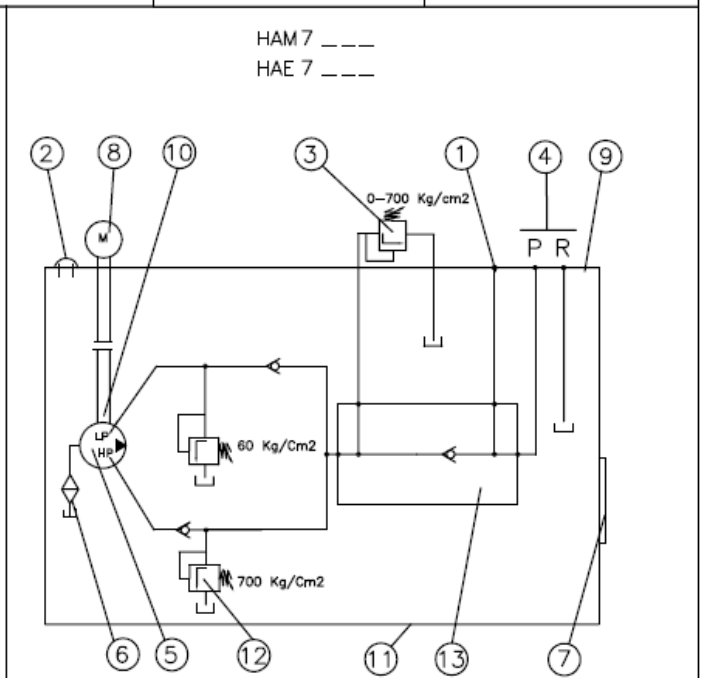 HAM 7 _ _ _
HAE 7 _ _ _
2 8 10 3 1 4 9
0-700 Kg/cm2
M
P R
LP
HP
60 Kg/Cm2
700 Kg/Cm2
6 5 12 11 13 7